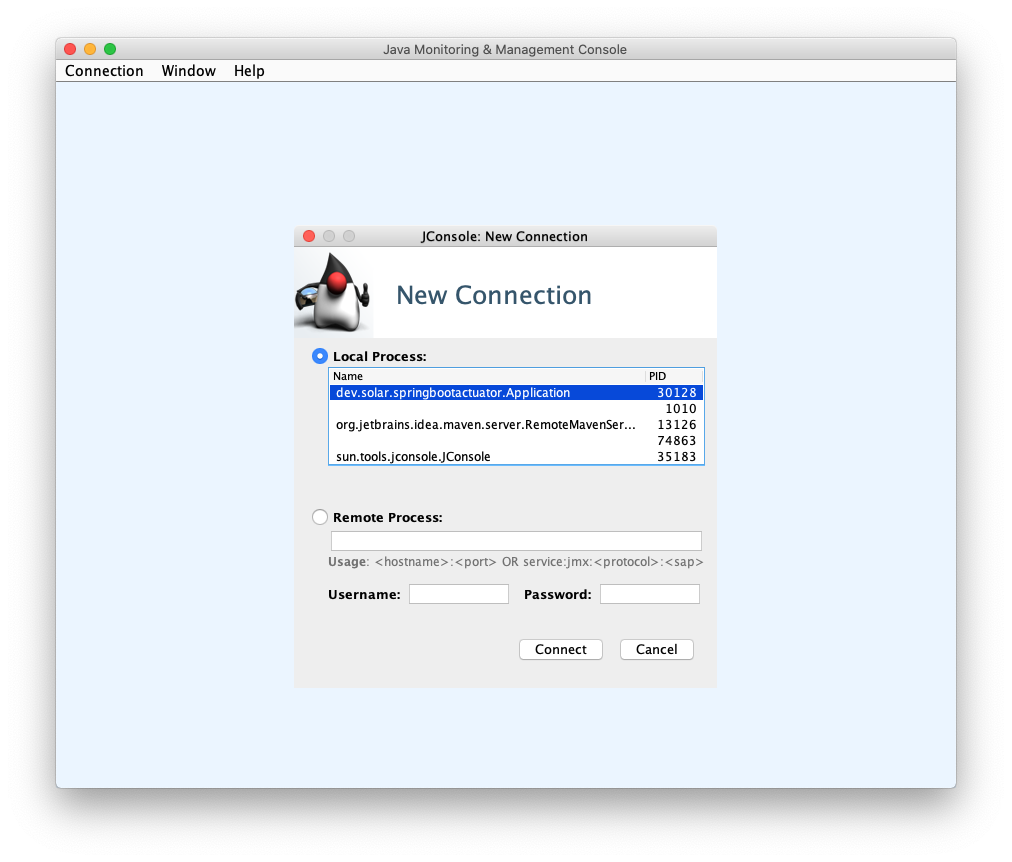 Java Monitoring & Management Console
Connection Window Help
JConsole: New Connection
New Connection
Local Process:
Name PID
dev.solar.springbootactuator.Application 30128
1010
org.jetbrains.idea.maven.server.RemoteMavenSer... 13126
74863
sun.tools.jconsole.JConsole 35183
Remote Process:
Usage: <hostname>:<port> OR service:jmx:<protocol>:<sap>
Username: Password:
Connect Cancel